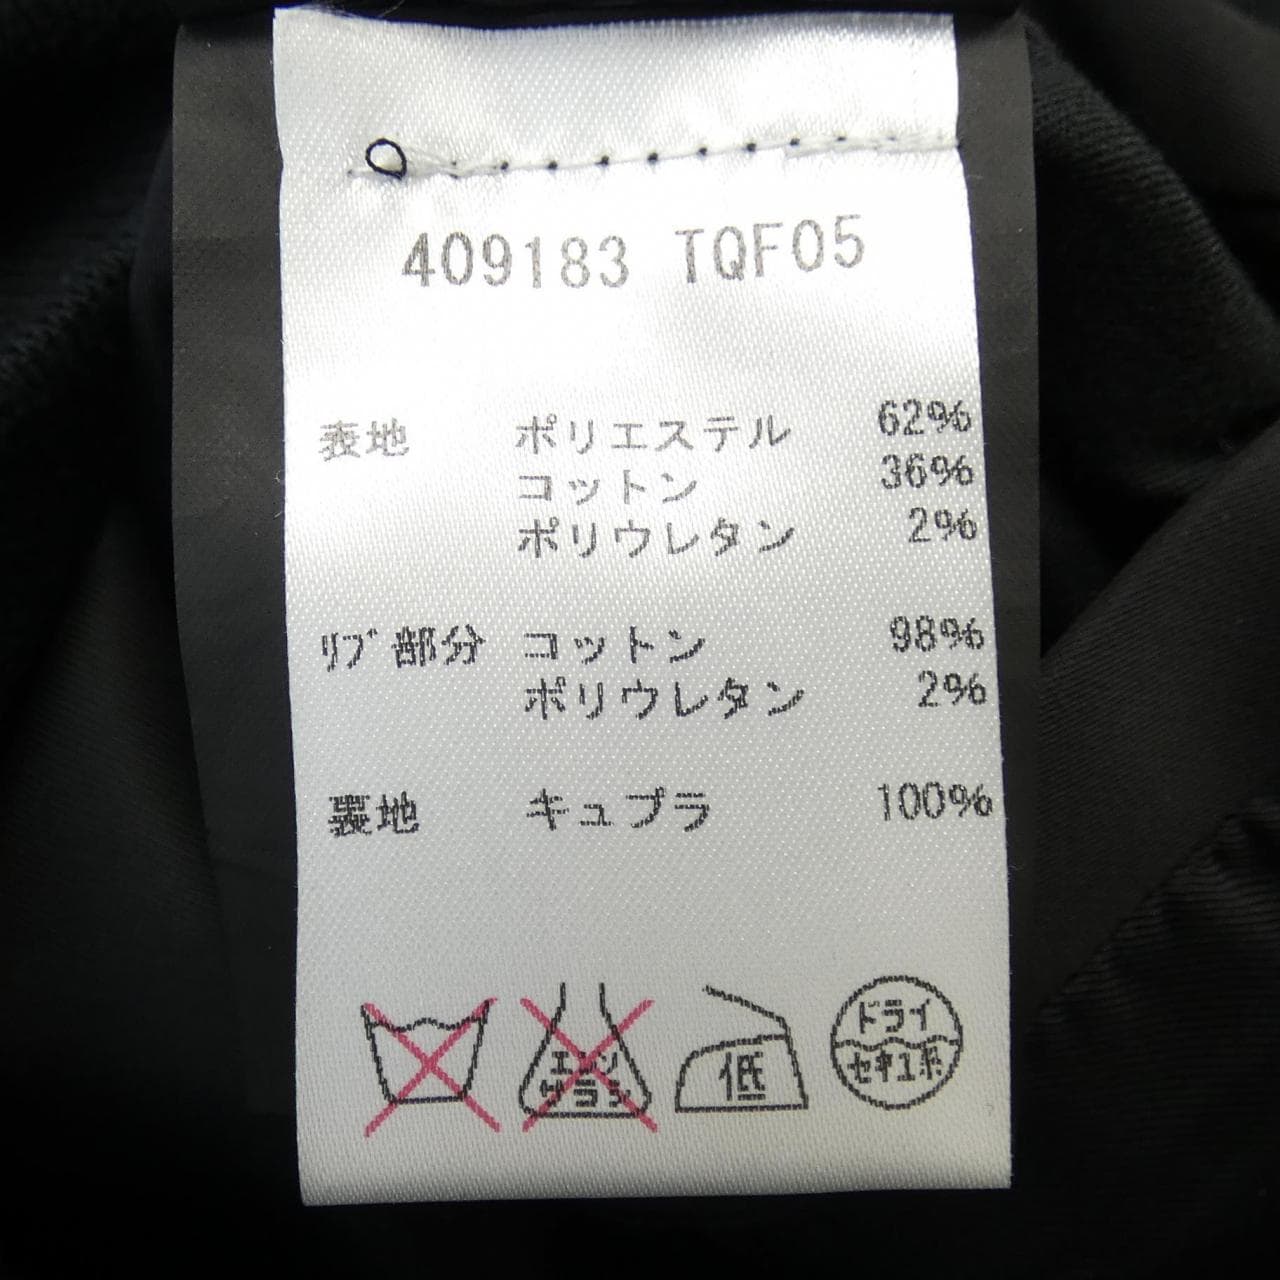 409183 TQF05
表地 ポリエステル 62%
コットン 36%
ポリウレタン 2%
ﾘﾌﾞ部分 コットン 98%
ポリウレタン 2%
裏地 キュプラ 100%
エンソ
サラシ
低
ドライ
セキユ系